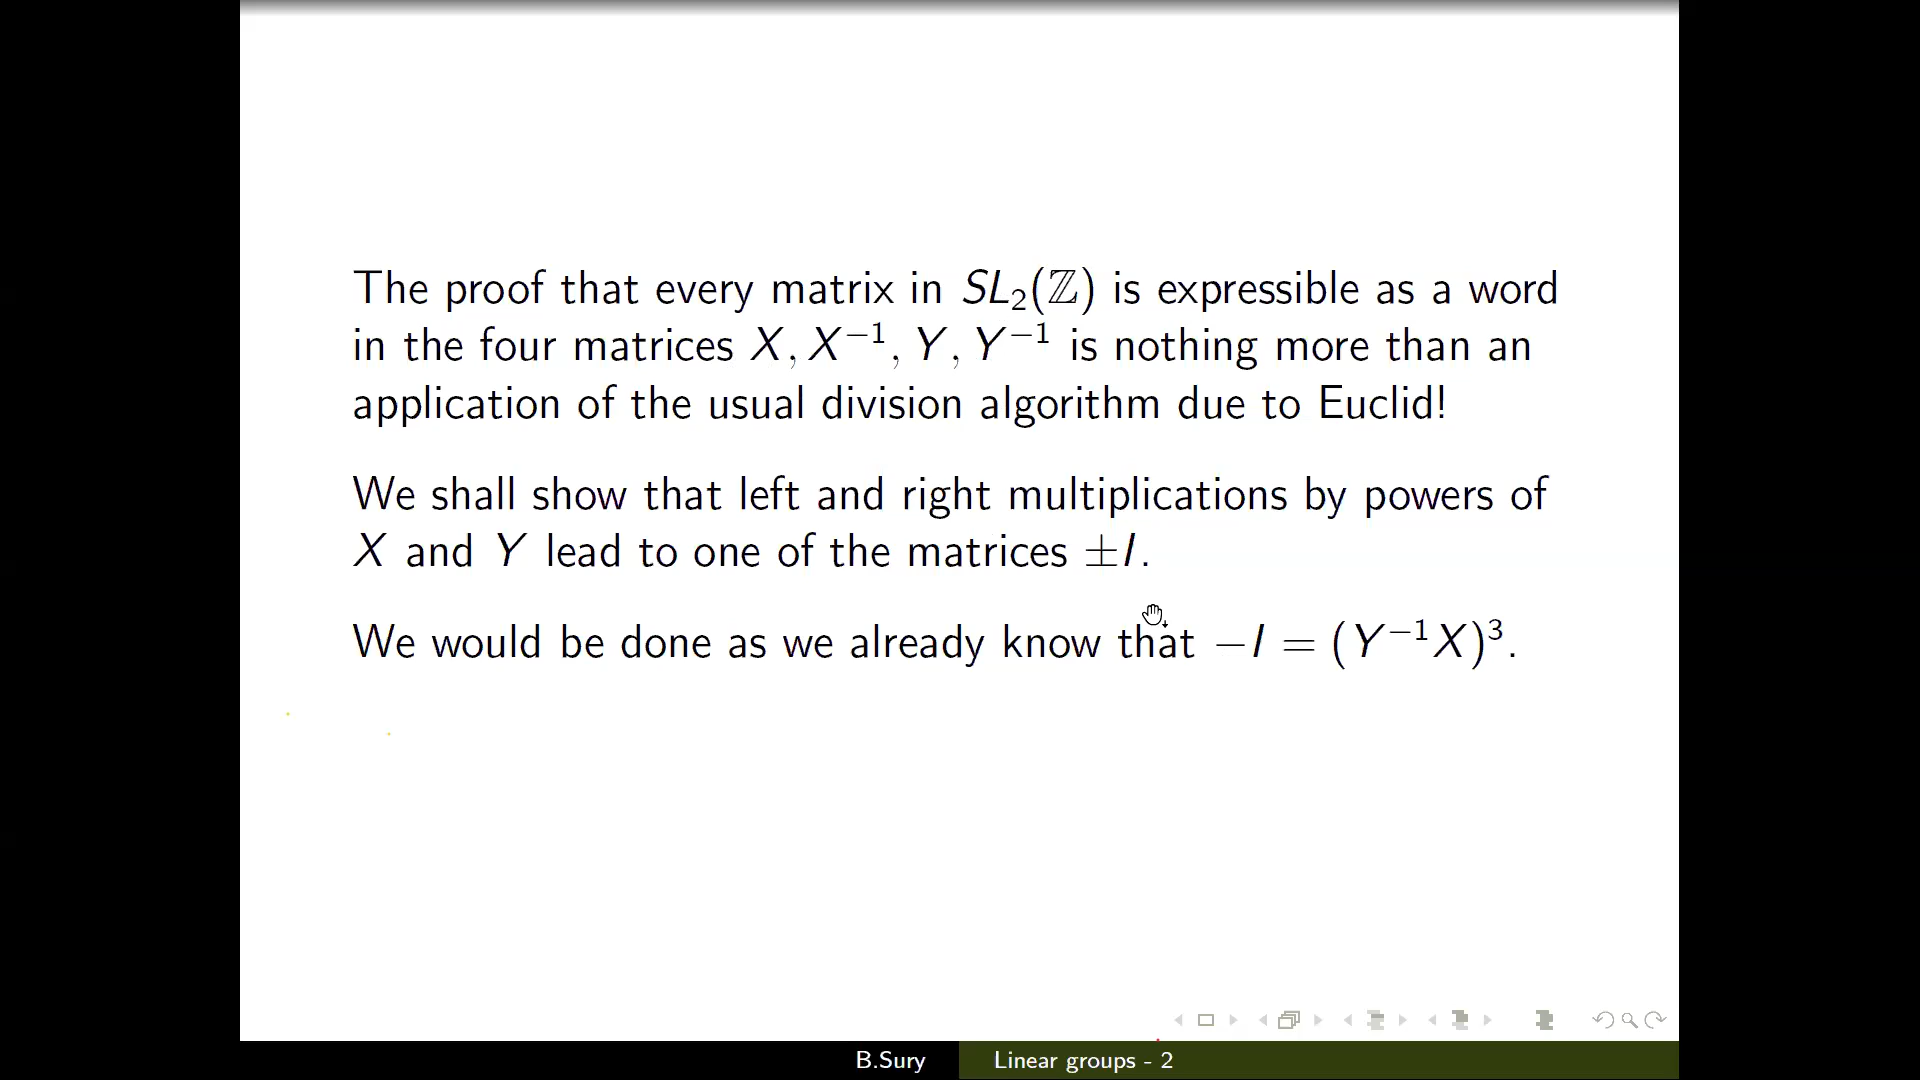 The proof that every matrix in SL₂(ℤ) is expressible as a word
in the four matrices X, X⁻¹, Y, Y⁻¹ is nothing more than an
application of the usual division algorithm due to Euclid!
We shall show that left and right multiplications by powers of
X and Y lead to one of the matrices ±I.
We would be done as we already know that −I = (Y⁻¹X)³.
B.Sury Linear groups - 2